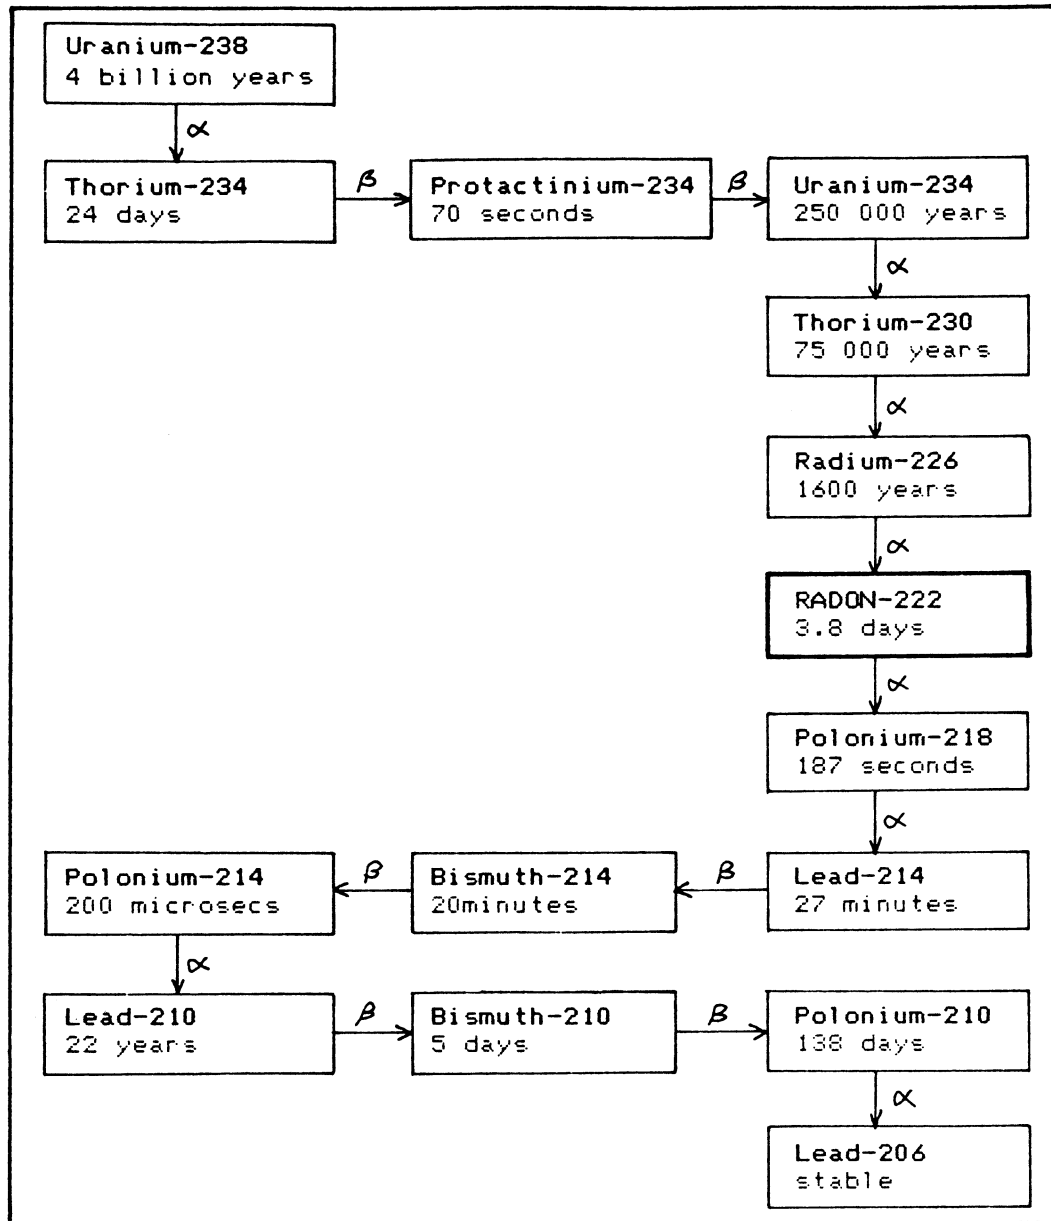 Uranium-238
4 billion years
α
Thorium-234
24 days
β
Protactinium-234
70 seconds
β
Uranium-234
250 000 years
α
Thorium-230
75 000 years
α
Radium-226
1600 years
α
RADON-222
3.8 days
α
Polonium-218
187 seconds
α
Lead-214
27 minutes
β
Bismuth-214
20minutes
β
Polonium-214
200 microsecs
α
Lead-210
22 years
β
Bismuth-210
5 days
β
Polonium-210
138 days
α
Lead-206
stable